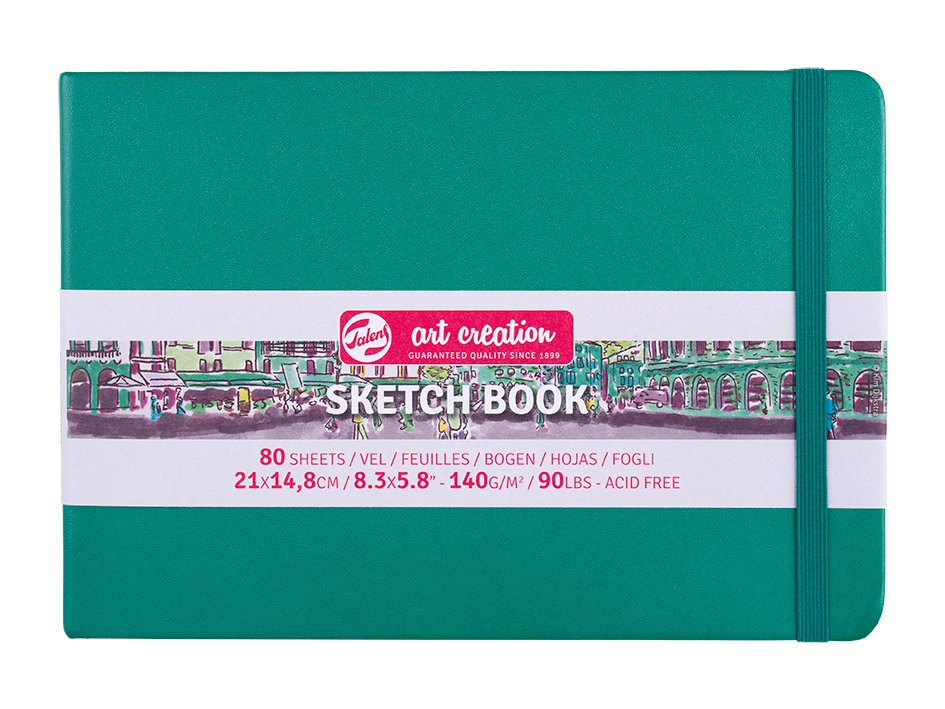 Talens
art creation
GUARANTEED QUALITY SINCE 1899
SKETCH BOOK
80 SHEETS / VEL / FEUILLES / BOGEN / HOJAS / FOGLI
21X14,8CM / 8.3X5.8" - 140G/M² / 90LBS - ACID FREE